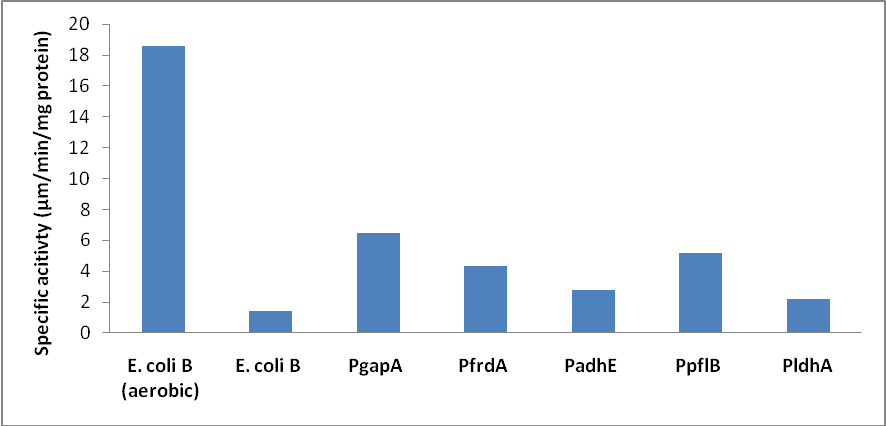 Specific acitivty (µm/min/mg protein)
20
18
16
14
12
10
8
6
4
2
0
E. coli B (aerobic)
E. coli B
PgapA
PfrdA
PadhE
PpflB
PldhA